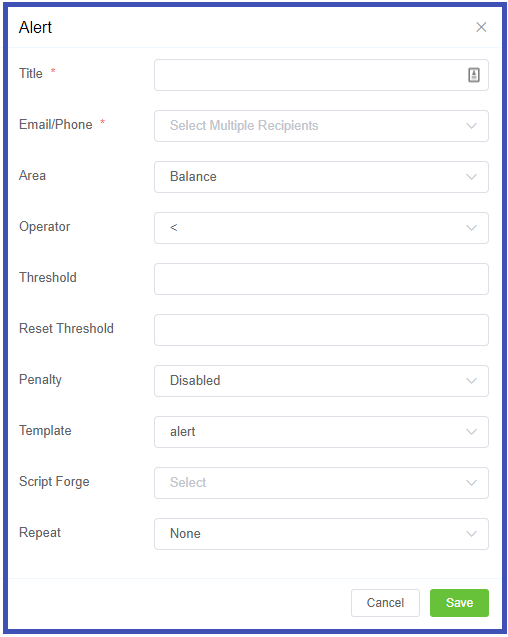 Alert
Title *
Email/Phone * Select Multiple Recipients
Area Balance
Operator <
Threshold
Reset Threshold
Penalty Disabled
Template alert
Script Forge Select
Repeat None
Cancel Save